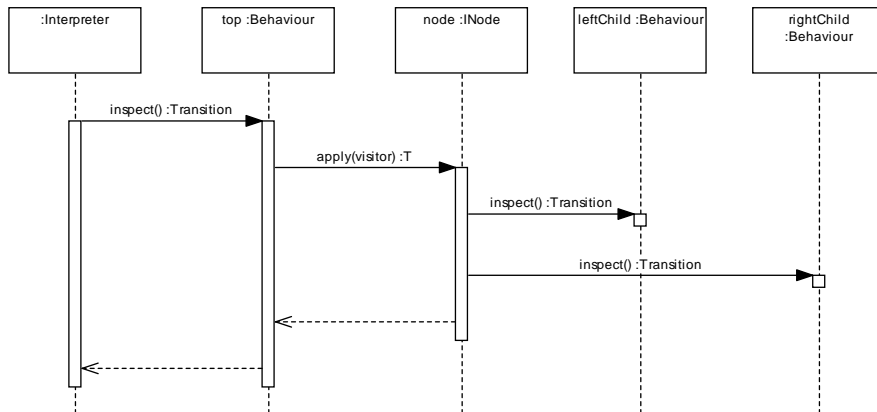 :Interpreter
top :Behaviour
node :INode
leftChild :Behaviour
rightChild
:Behaviour
inspect() :Transition
apply(visitor) :T
inspect() :Transition
inspect() :Transition